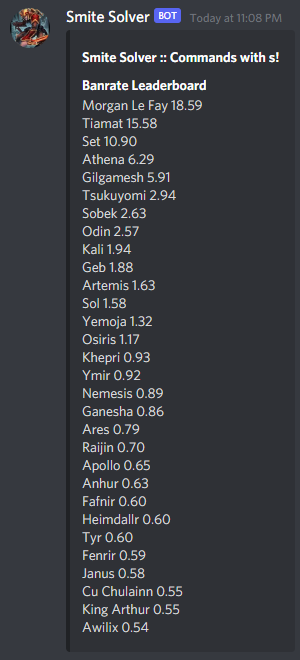 Smite Solver BOT Today at 11:08 PM
Smite Solver :: Commands with s!
Banrate Leaderboard
Morgan Le Fay 18.59
Tiamat 15.58
Set 10.90
Athena 6.29
Gilgamesh 5.91
Tsukuyomi 2.94
Sobek 2.63
Odin 2.57
Kali 1.94
Geb 1.88
Artemis 1.63
Sol 1.58
Yemoja 1.32
Osiris 1.17
Khepri 0.93
Ymir 0.92
Nemesis 0.89
Ganesha 0.86
Ares 0.79
Raijin 0.70
Apollo 0.65
Anhur 0.63
Fafnir 0.60
Heimdallr 0.60
Tyr 0.60
Fenrir 0.59
Janus 0.58
Cu Chulainn 0.55
King Arthur 0.55
Awilix 0.54